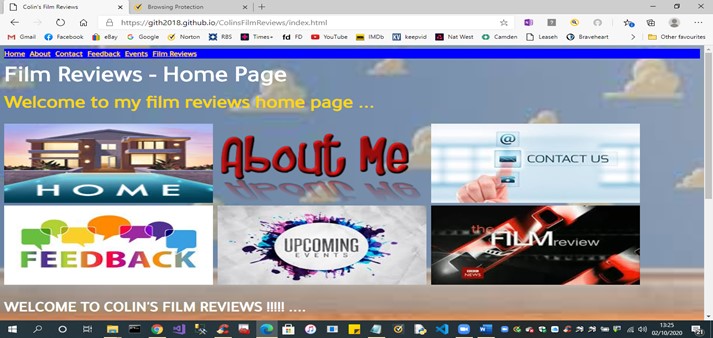 Colin's Film Reviews
Browsing Protection
https://gith2018.github.io/ColinsFilmReviews/index.html
Gmail Facebook eBay Google Norton RBS Times+ FD YouTube IMDb keepvid Nat West Camden Leaseh Braveheart Other favourites
Home About Contact Feedback Events Film Reviews
Film Reviews - Home Page
Welcome to my film reviews home page ...
HOME
About Me
@
CONTACT US
FEEDBACK
UPCOMING
EVENTS
the FILM review
BBC NEWS
WELCOME TO COLIN'S FILM REVIEWS !!!!! ....
13:25
02/10/2020